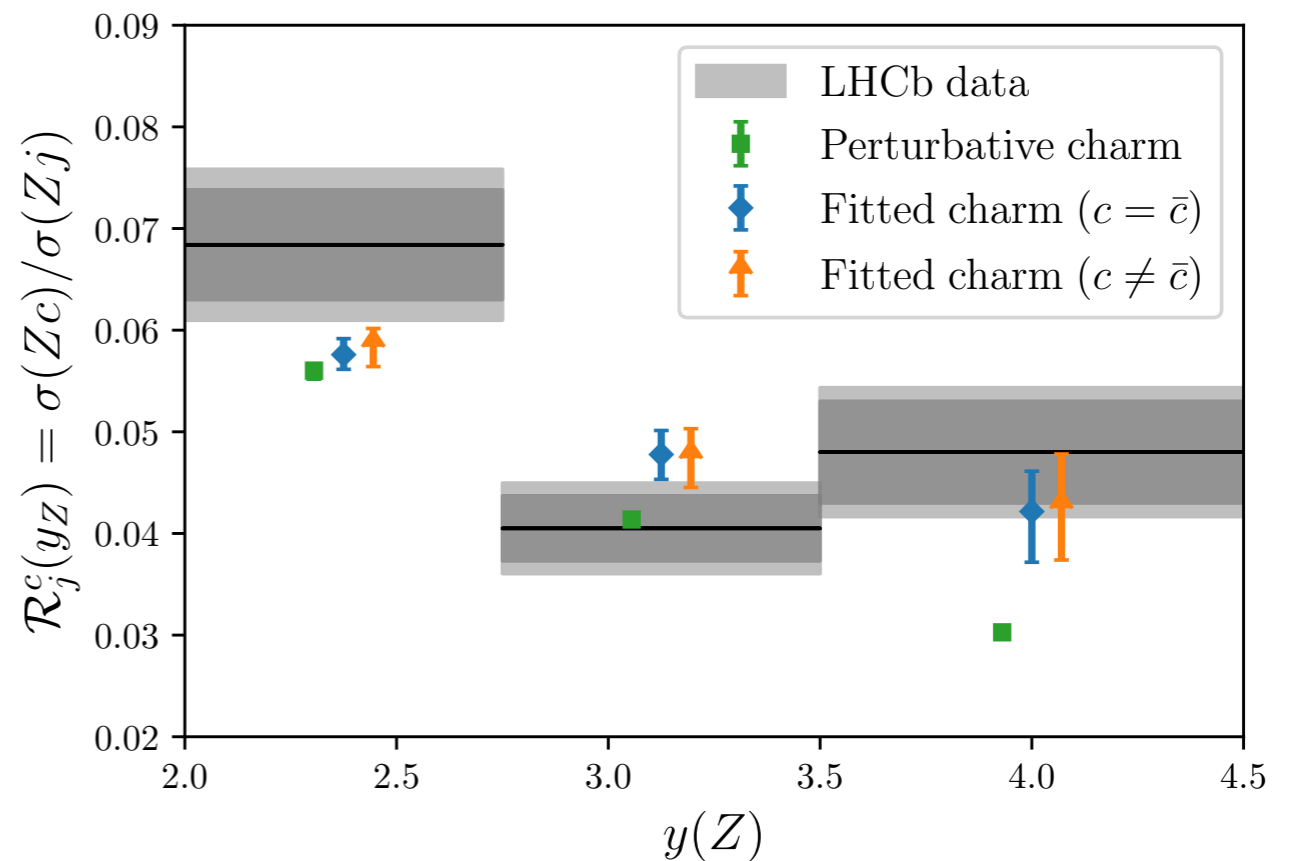 0.09
0.08
0.07
0.06
0.05
0.04
0.03
0.02
2.0 2.5 3.0 3.5 4.0 4.5
y(Z)
ℛᶜⱼ(y_Z) = σ(Zc)/σ(Zj)
LHCb data
Perturbative charm
Fitted charm (c = c̄)
Fitted charm (c ≠ c̄)